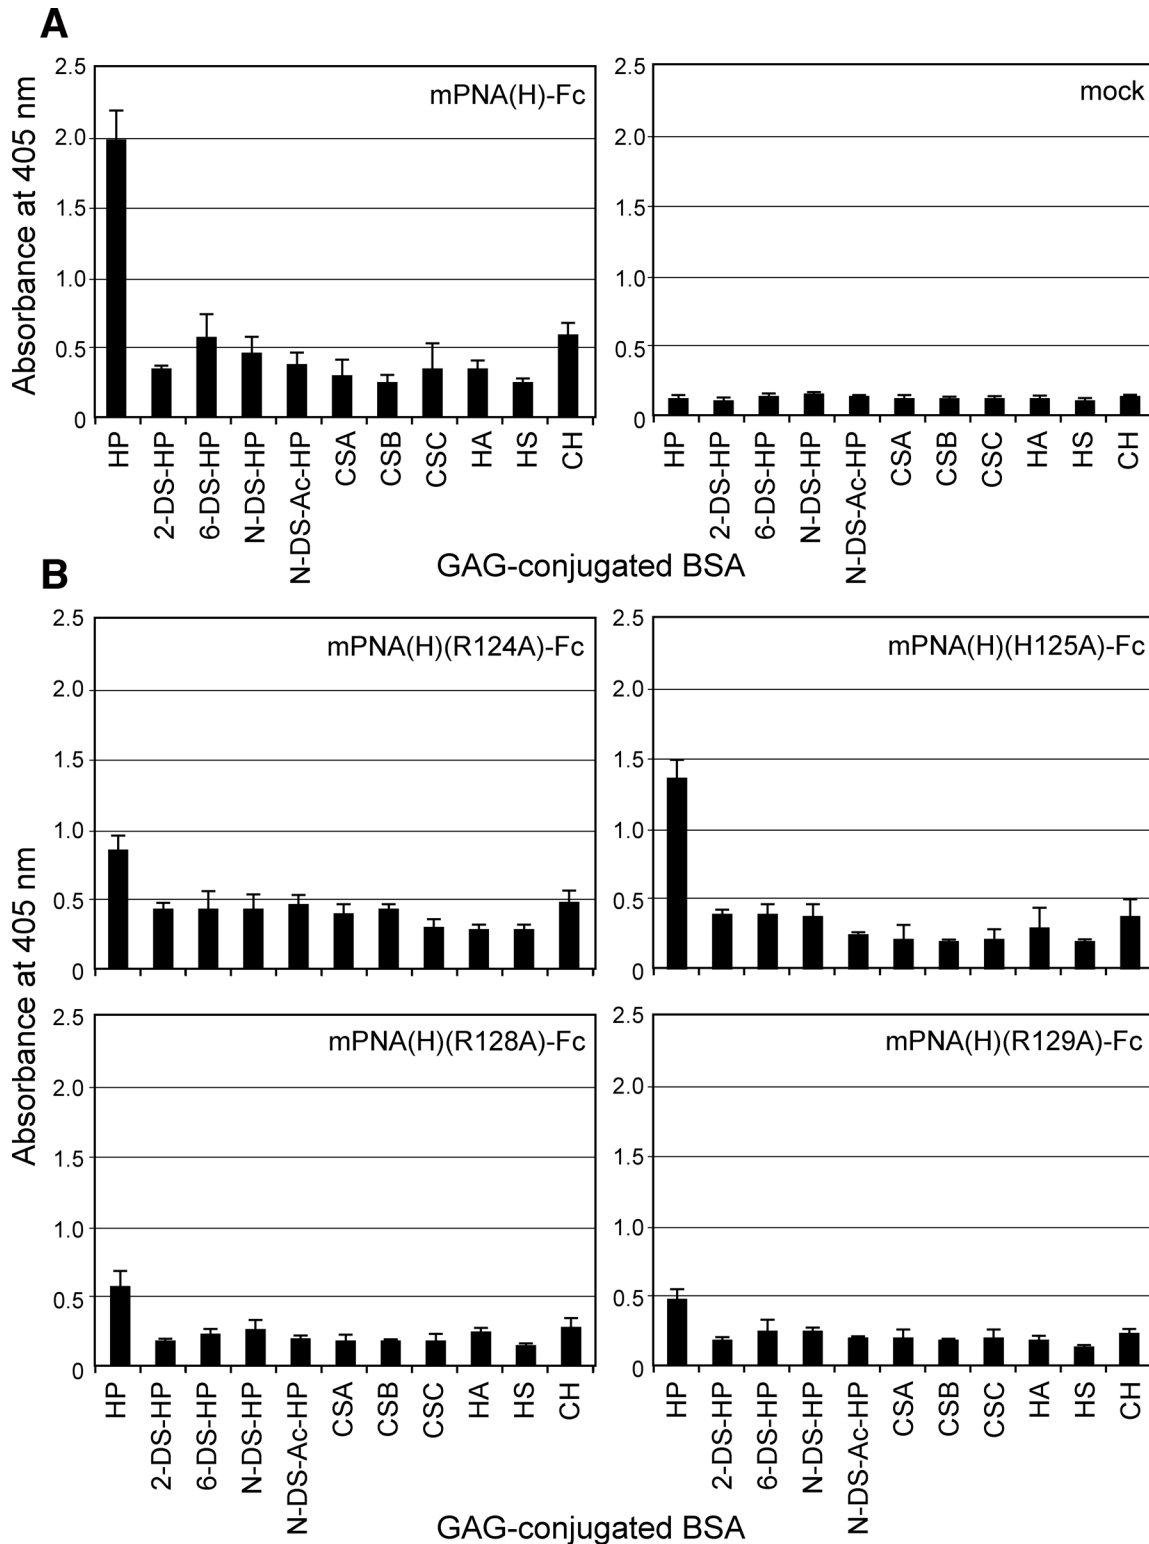 A
Absorbance at 405 nm
2.5
2.0
1.5
1.0
0.5
0
mPNA(H)-Fc
HP
2-DS-HP
6-DS-HP
N-DS-HP
N-DS-Ac-HP
CSA
CSB
CSC
HA
HS
CH
2.5
2.0
1.5
1.0
0.5
0
mock
HP
2-DS-HP
6-DS-HP
N-DS-HP
N-DS-Ac-HP
CSA
CSB
CSC
HA
HS
CH
GAG-conjugated BSA
B
Absorbance at 405 nm
2.5
2.0
1.5
1.0
0.5
0
mPNA(H)(R124A)-Fc
2.5
2.0
1.5
1.0
0.5
0
mPNA(H)(H125A)-Fc
2.5
2.0
1.5
1.0
0.5
0
mPNA(H)(R128A)-Fc
HP
2-DS-HP
6-DS-HP
N-DS-HP
N-DS-Ac-HP
CSA
CSB
CSC
HA
HS
CH
2.5
2.0
1.5
1.0
0.5
0
mPNA(H)(R129A)-Fc
HP
2-DS-HP
6-DS-HP
N-DS-HP
N-DS-Ac-HP
CSA
CSB
CSC
HA
HS
CH
GAG-conjugated BSA